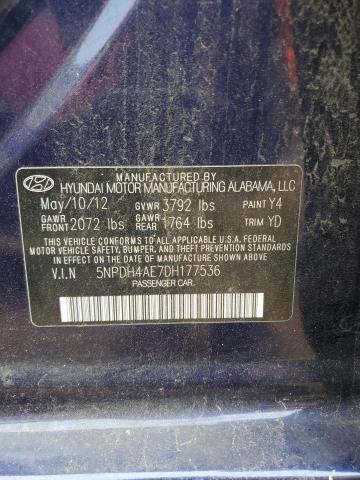 MANUFACTURED BY
HYUNDAI MOTOR MANUFACTURING ALABAMA, LLC
May/10/12 GVWR 3792 lbs PAINT Y4
GAWR FRONT 2072 lbs GAWR REAR 1764 lbs TRIM YD
THIS VEHICLE CONFORMS TO ALL APPLICABLE U.S.A. FEDERAL
MOTOR VEHICLE SAFETY, BUMPER, AND THEFT PREVENTION
STANDARDS IN EFFECT ON THE DATE OF MANUFACTURE SHOWN ABOVE.
V.I.N 5NPDH4AE7DH177536
PASSENGER CAR.